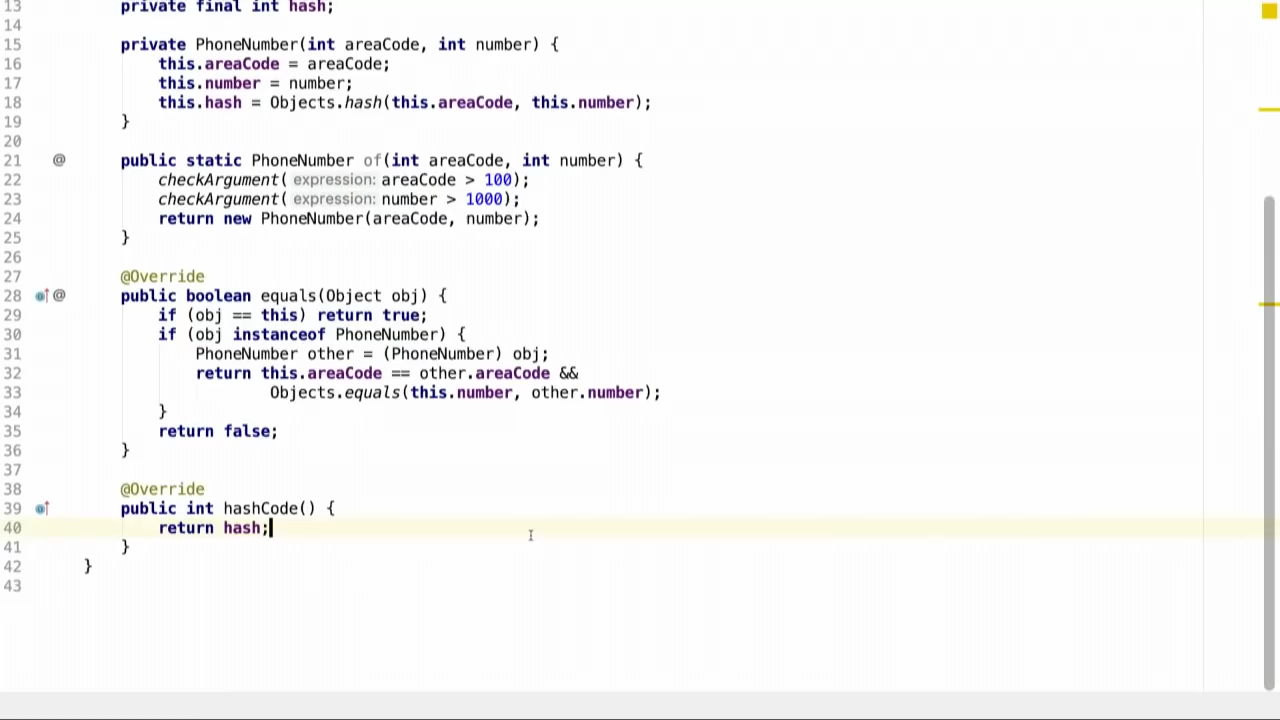 13 private final int hash;
14
15 private PhoneNumber(int areaCode, int number) {
16 this.areaCode = areaCode;
17 this.number = number;
18 this.hash = Objects.hash(this.areaCode, this.number);
19 }
20
21 @ public static PhoneNumber of(int areaCode, int number) {
22 checkArgument( expression: areaCode > 100);
23 checkArgument( expression: number > 1000);
24 return new PhoneNumber(areaCode, number);
25 }
26
27 @Override
28 @ public boolean equals(Object obj) {
29 if (obj == this) return true;
30 if (obj instanceof PhoneNumber) {
31 PhoneNumber other = (PhoneNumber) obj;
32 return this.areaCode == other.areaCode &&
33 Objects.equals(this.number, other.number);
34 }
35 return false;
36 }
37
38 @Override
39 public int hashCode() {
40 return hash;
41 }
42 }
43